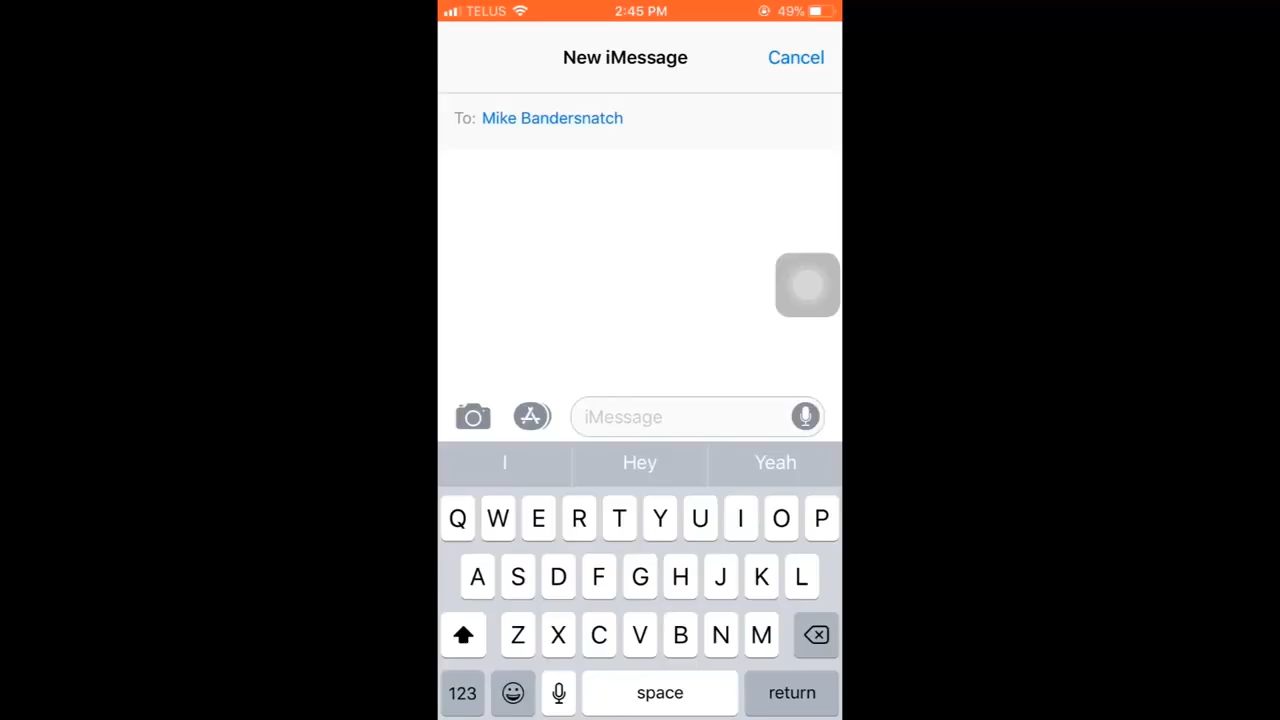 TELUS 2:45 PM 49%
New iMessage Cancel
To: Mike Bandersnatch
iMessage
I Hey Yeah
Q W E R T Y U I O P
A S D F G H J K L
Z X C V B N M
123 space return